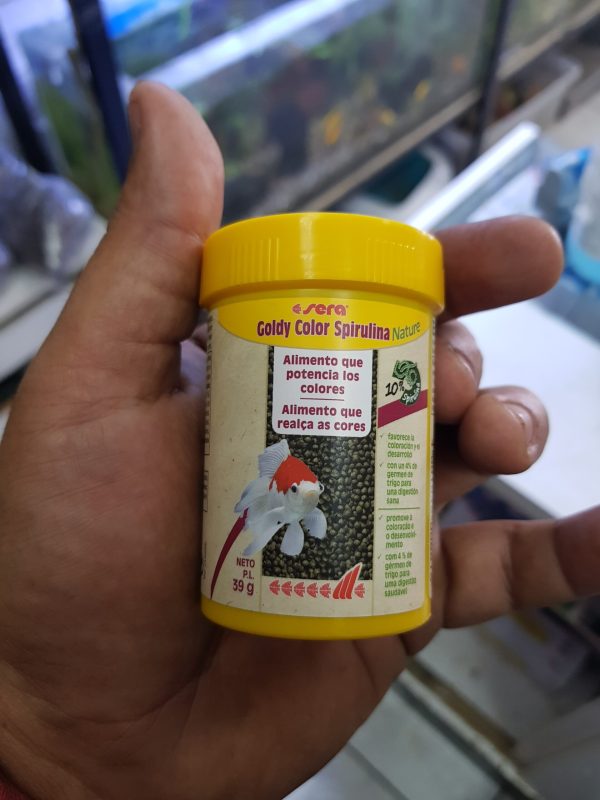 sera
Goldy Color Spirulina Nature
Alimento que
potencia los
colores
Alimento que
realça as cores
10%
favorece la
coloración y el
desarrollo
con un 4% de
germen de
trigo para
una digestión
sana
promove a
coloração e
o desenvolvi-
mento
com 4 % de
gérmen de
trigo para
uma digestão
saudável
NETO
P.L.
39 g